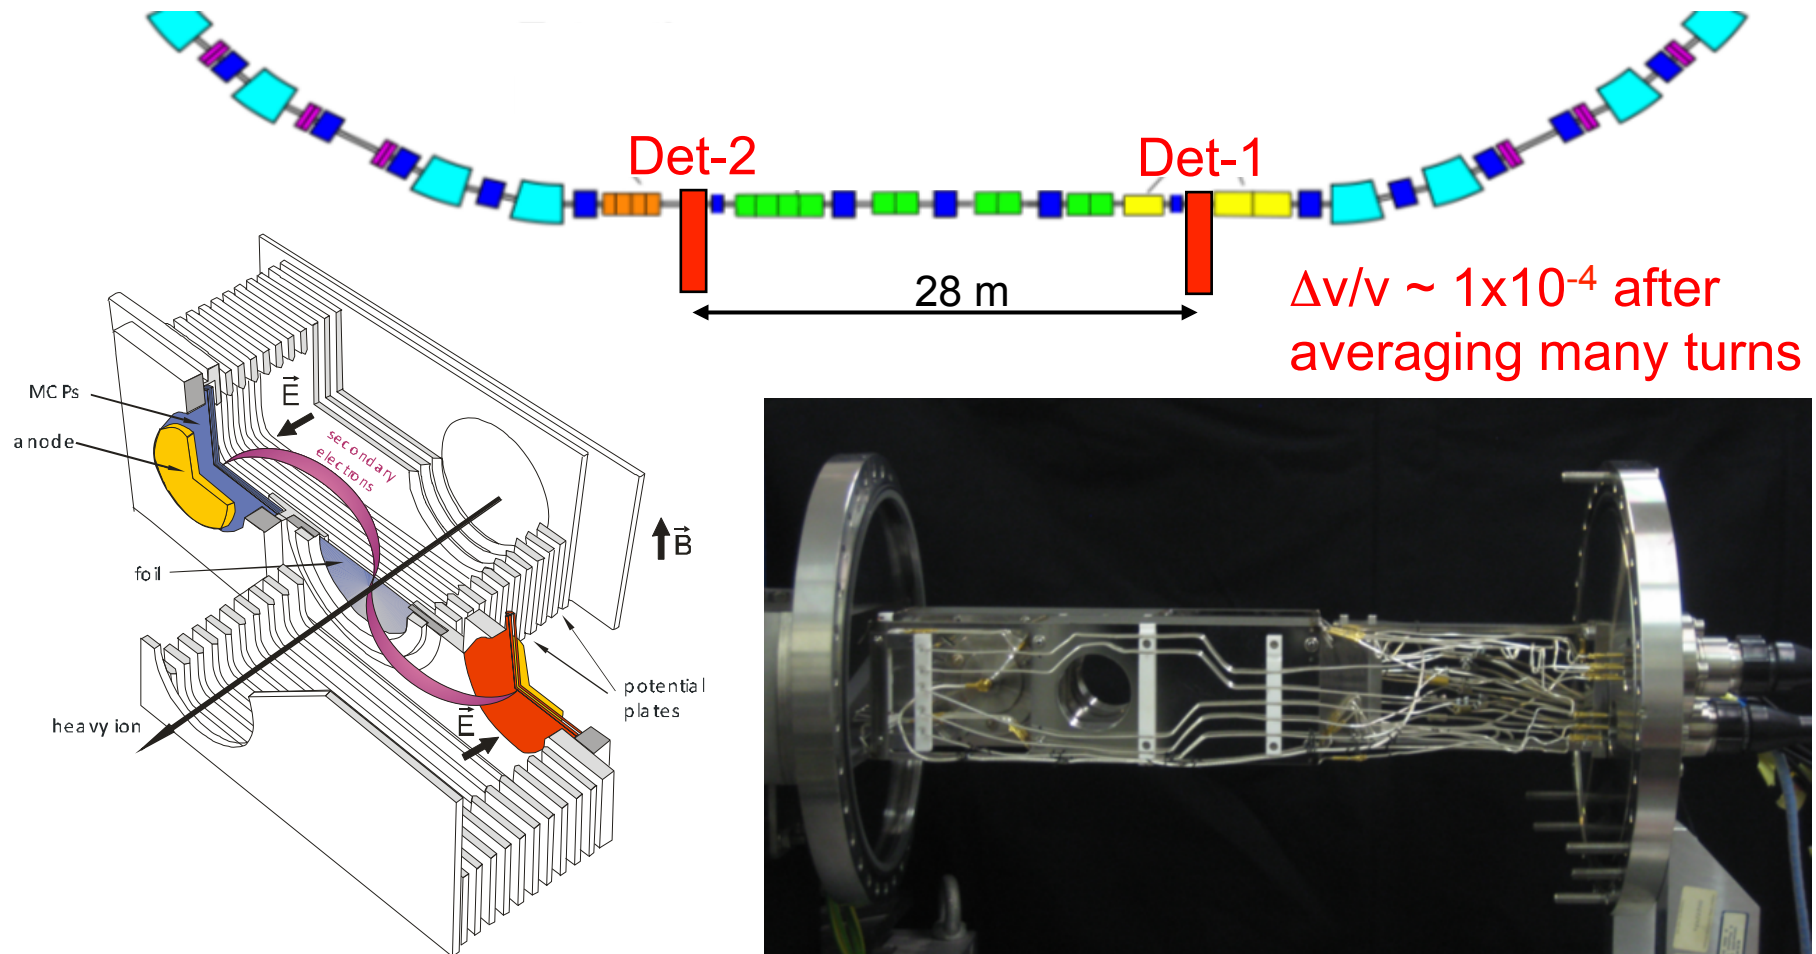 Det-2
Det-1
28 m
Δv/v ~ 1x10⁻⁴ after
averaging many turns
MCPs
anode
E⃗
secondary
electrons
B⃗
foil
potential
plates
heavy ion
E⃗